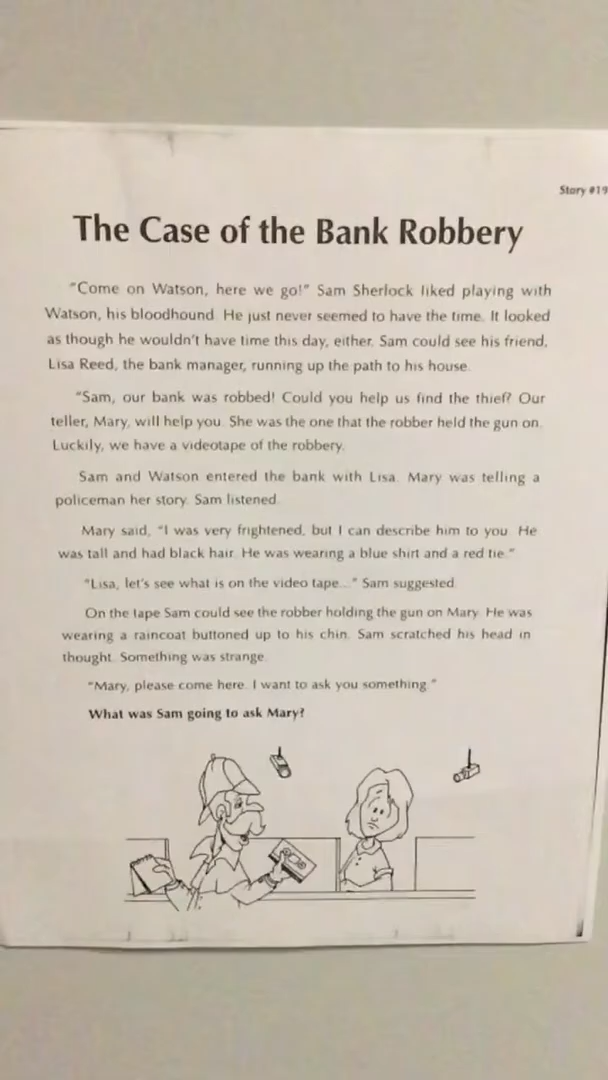 Story #19
The Case of the Bank Robbery
"Come on Watson, here we go!" Sam Sherlock liked playing with
Watson, his bloodhound. He just never seemed to have the time. It looked
as though he wouldn't have time this day, either. Sam could see his friend,
Lisa Reed, the bank manager, running up the path to his house.
"Sam, our bank was robbed! Could you help us find the thief? Our
teller, Mary, will help you. She was the one that the robber held the gun on.
Luckily, we have a videotape of the robbery.
Sam and Watson entered the bank with Lisa. Mary was telling a
policeman her story. Sam listened.
Mary said, "I was very frightened, but I can describe him to you. He
was tall and had black hair. He was wearing a blue shirt and a red tie."
"Lisa, let's see what is on the video tape..." Sam suggested.
On the tape Sam could see the robber holding the gun on Mary. He was
wearing a raincoat buttoned up to his chin. Sam scratched his head in
thought. Something was strange.
"Mary, please come here. I want to ask you something."
What was Sam going to ask Mary?